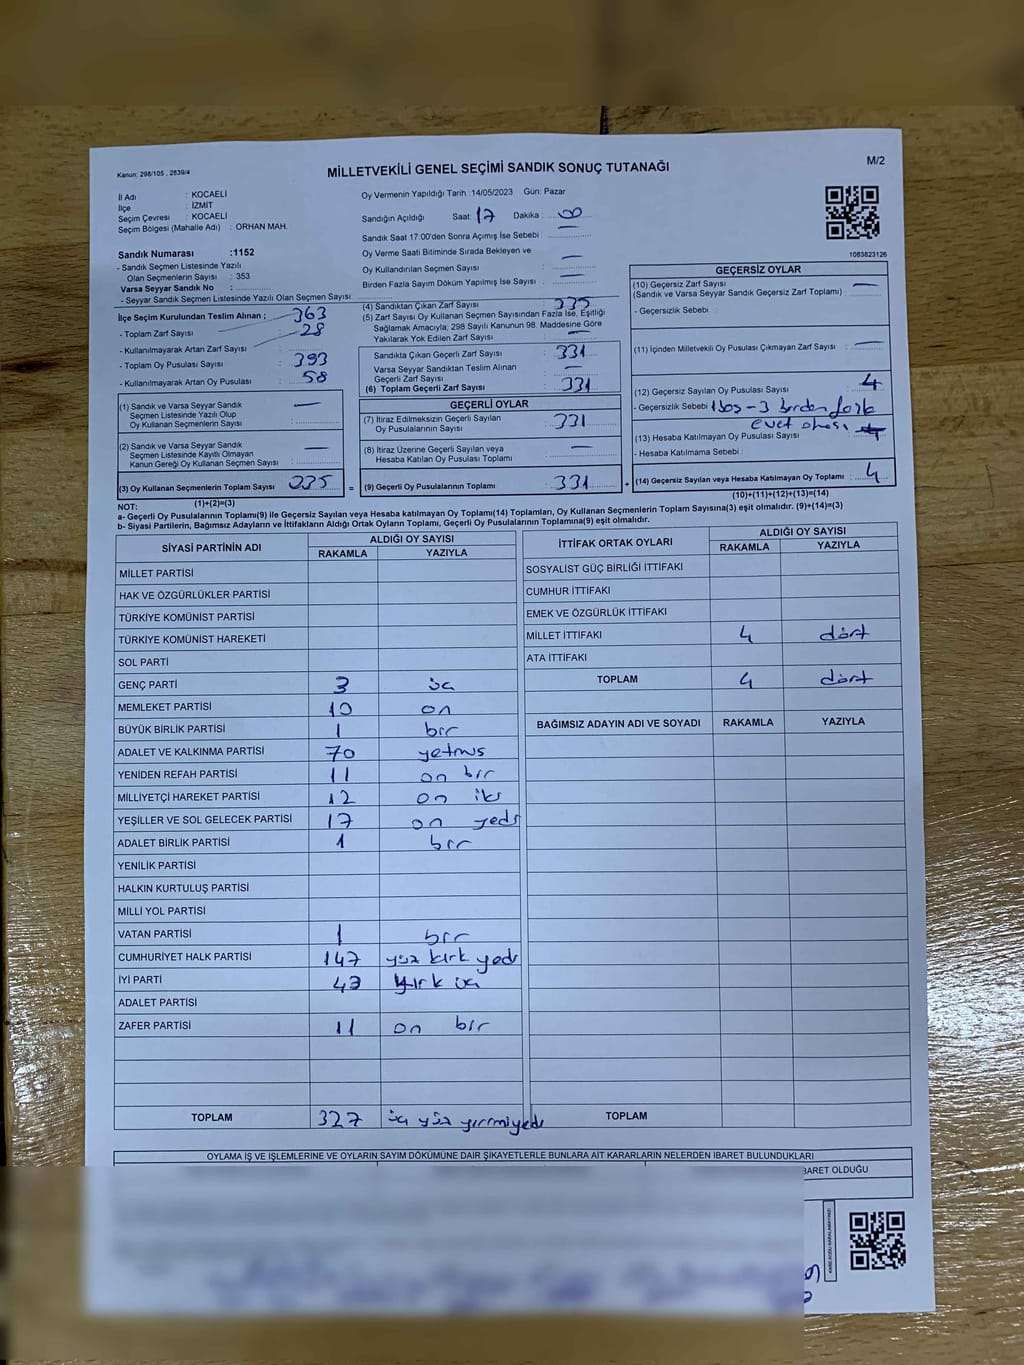 Kanun: 298/105 . 2839/4
MİLLETVEKİLİ GENEL SEÇİMİ SANDIK SONUÇ TUTANAĞI
M/2
İl Adı : KOCAELİ
İlçe : İZMİT
Seçim Çevresi : KOCAELİ
Seçim Bölgesi (Mahalle Adı) : ORHAN MAH.
Sandık Numarası :1152
- Sandık Seçmen Listesinde Yazılı
Olan Seçmenlerin Sayısı : 353
Varsa Seyyar Sandık No :
- Seyyar Sandık Seçmen Listesinde Yazılı Olan Seçmen Sayısı
İlçe Seçim Kurulundan Teslim Alınan ; 363
- Toplam Zarf Sayısı 28
- Kullanılmayarak Artan Zarf Sayısı
- Toplam Oy Pusulası Sayısı 393
- Kullanılmayarak Artan Oy Pusulası 58
(1) Sandık ve Varsa Seyyar Sandık
Seçmen Listesinde Yazılı Olup
Oy Kullanan Seçmenlerin Sayısı : —
(2) Sandık ve Varsa Seyyar Sandık
Seçmen Listesinde Kayıtlı Olmayan
Kanun Gereği Oy Kullanan Seçmen Sayısı : —
(3) Oy Kullanan Seçmenlerin Toplam Sayısı 335
(1)+(2)=(3)
Oy Vermenin Yapıldığı Tarih :14/05/2023 Gün: Pazar
Sandığın Açıldığı Saat: 17 Dakika : 00
Sandık Saat 17:00'den Sonra Açımış İse Sebebi : —
Oy Verme Saati Bitiminde Sırada Bekleyen ve
Oy Kullandırılan Seçmen Sayısı : —
Birden Fazla Sayım Döküm Yapılmış İse Sayısı : —
(4) Sandıktan Çıkan Zarf Sayısı : 335
(5) Zarf Sayısı Oy Kullanan Seçmen Sayısından Fazla İse, Eşitliği
Sağlamak Amacıyla; 298 Sayılı Kanunun 98. Maddesine Göre
Yakılarak Yok Edilen Zarf Sayısı : —
Sandıkta Çıkan Geçerli Zarf Sayısı : 331
Varsa Seyyar Sandıktan Teslim Alınan
Geçerli Zarf Sayısı : —
(6) Toplam Geçerli Zarf Sayısı : 331
GEÇERLİ OYLAR
(7) İtiraz Edilmeksizin Geçerli Sayılan
Oy Pusulalarının Sayısı : 331
(8) İtiraz Üzerine Geçerli Sayılan veya
Hesaba Katılan Oy Pusulası Toplamı : —
= (9) Geçerli Oy Pusulalarının Toplamı : 331 +
1083823126
GEÇERSİZ OYLAR
(10) Geçersiz Zarf Sayısı
(Sandık ve Varsa Seyyar Sandık Geçersiz Zarf Toplamı) : —
- Geçersizlik Sebebi :
(11) İçinden Milletvekili Oy Pusulası Çıkmayan Zarf Sayısı : —
(12) Geçersiz Sayılan Oy Pusulası Sayısı : 4
- Geçersizlik Sebebi 1 boş - 3 birden fazla
evet olması
(13) Hesaba Katılmayan Oy Pusulası Sayısı
- Hesaba Katılmama Sebebi :
(14) Geçersiz Sayılan veya Hesaba Katılmayan Oy Toplamı : 4
(10)+(11)+(12)+(13)=(14)
NOT:
a- Geçerli Oy Pusulalarının Toplamı(9) ile Geçersiz Sayılan veya Hesaba Katılmayan Oy Toplamı(14) Toplamları, Oy Kullanan Seçmenlerin Toplam Sayısına(3) eşit olmalıdır. (9)+(14)=(3)
b- Siyasi Partilerin, Bağımsız Adayların ve İttifakların Aldığı Ortak Oyların Toplamı, Geçerli Oy Pusulalarının Toplamına(9) eşit olmalıdır.
SİYASİ PARTİNİN ADI ALDIĞI OY SAYISI
RAKAMLA YAZIYLA
MİLLET PARTİSİ
HAK VE ÖZGÜRLÜKLER PARTİSİ
TÜRKİYE KOMÜNİST PARTİSİ
TÜRKİYE KOMÜNİST HAREKETİ
SOL PARTİ
GENÇ PARTİ 3 üç
MEMLEKET PARTİSİ 10 on
BÜYÜK BİRLİK PARTİSİ 1 bir
ADALET VE KALKINMA PARTİSİ 70 yetmiş
YENİDEN REFAH PARTİSİ 11 on bir
MİLLİYETÇİ HAREKET PARTİSİ 12 on iki
YEŞİLLER VE SOL GELECEK PARTİSİ 17 on yedi
ADALET BİRLİK PARTİSİ 1 bir
YENİLİK PARTİSİ
HALKIN KURTULUŞ PARTİSİ
MİLLİ YOL PARTİSİ
VATAN PARTİSİ 1 bir
CUMHURİYET HALK PARTİSİ 147 yüz kırk yedi
İYİ PARTİ 43 kırk üç
ADALET PARTİSİ
ZAFER PARTİSİ 11 on bir
TOPLAM 327 üç yüz yirmiyedi
İTTİFAK ORTAK OYLARI ALDIĞI OY SAYISI
RAKAMLA YAZIYLA
SOSYALİST GÜÇ BİRLİĞİ İTTİFAKI
CUMHUR İTTİFAKI
EMEK VE ÖZGÜRLÜK İTTİFAKI
MİLLET İTTİFAKI 4 dört
ATA İTTİFAKI
TOPLAM 4 dört
BAĞIMSIZ ADAYIN ADI VE SOYADI RAKAMLA YAZIYLA
TOPLAM
OYLAMA İŞ VE İŞLEMLERİNE VE OYLARIN SAYIM DÖKÜMÜNE DAİR ŞİKAYETLERLE BUNLARA AİT KARARLARIN NELERDEN İBARET BULUNDUKLARI
BARET OLDUĞU